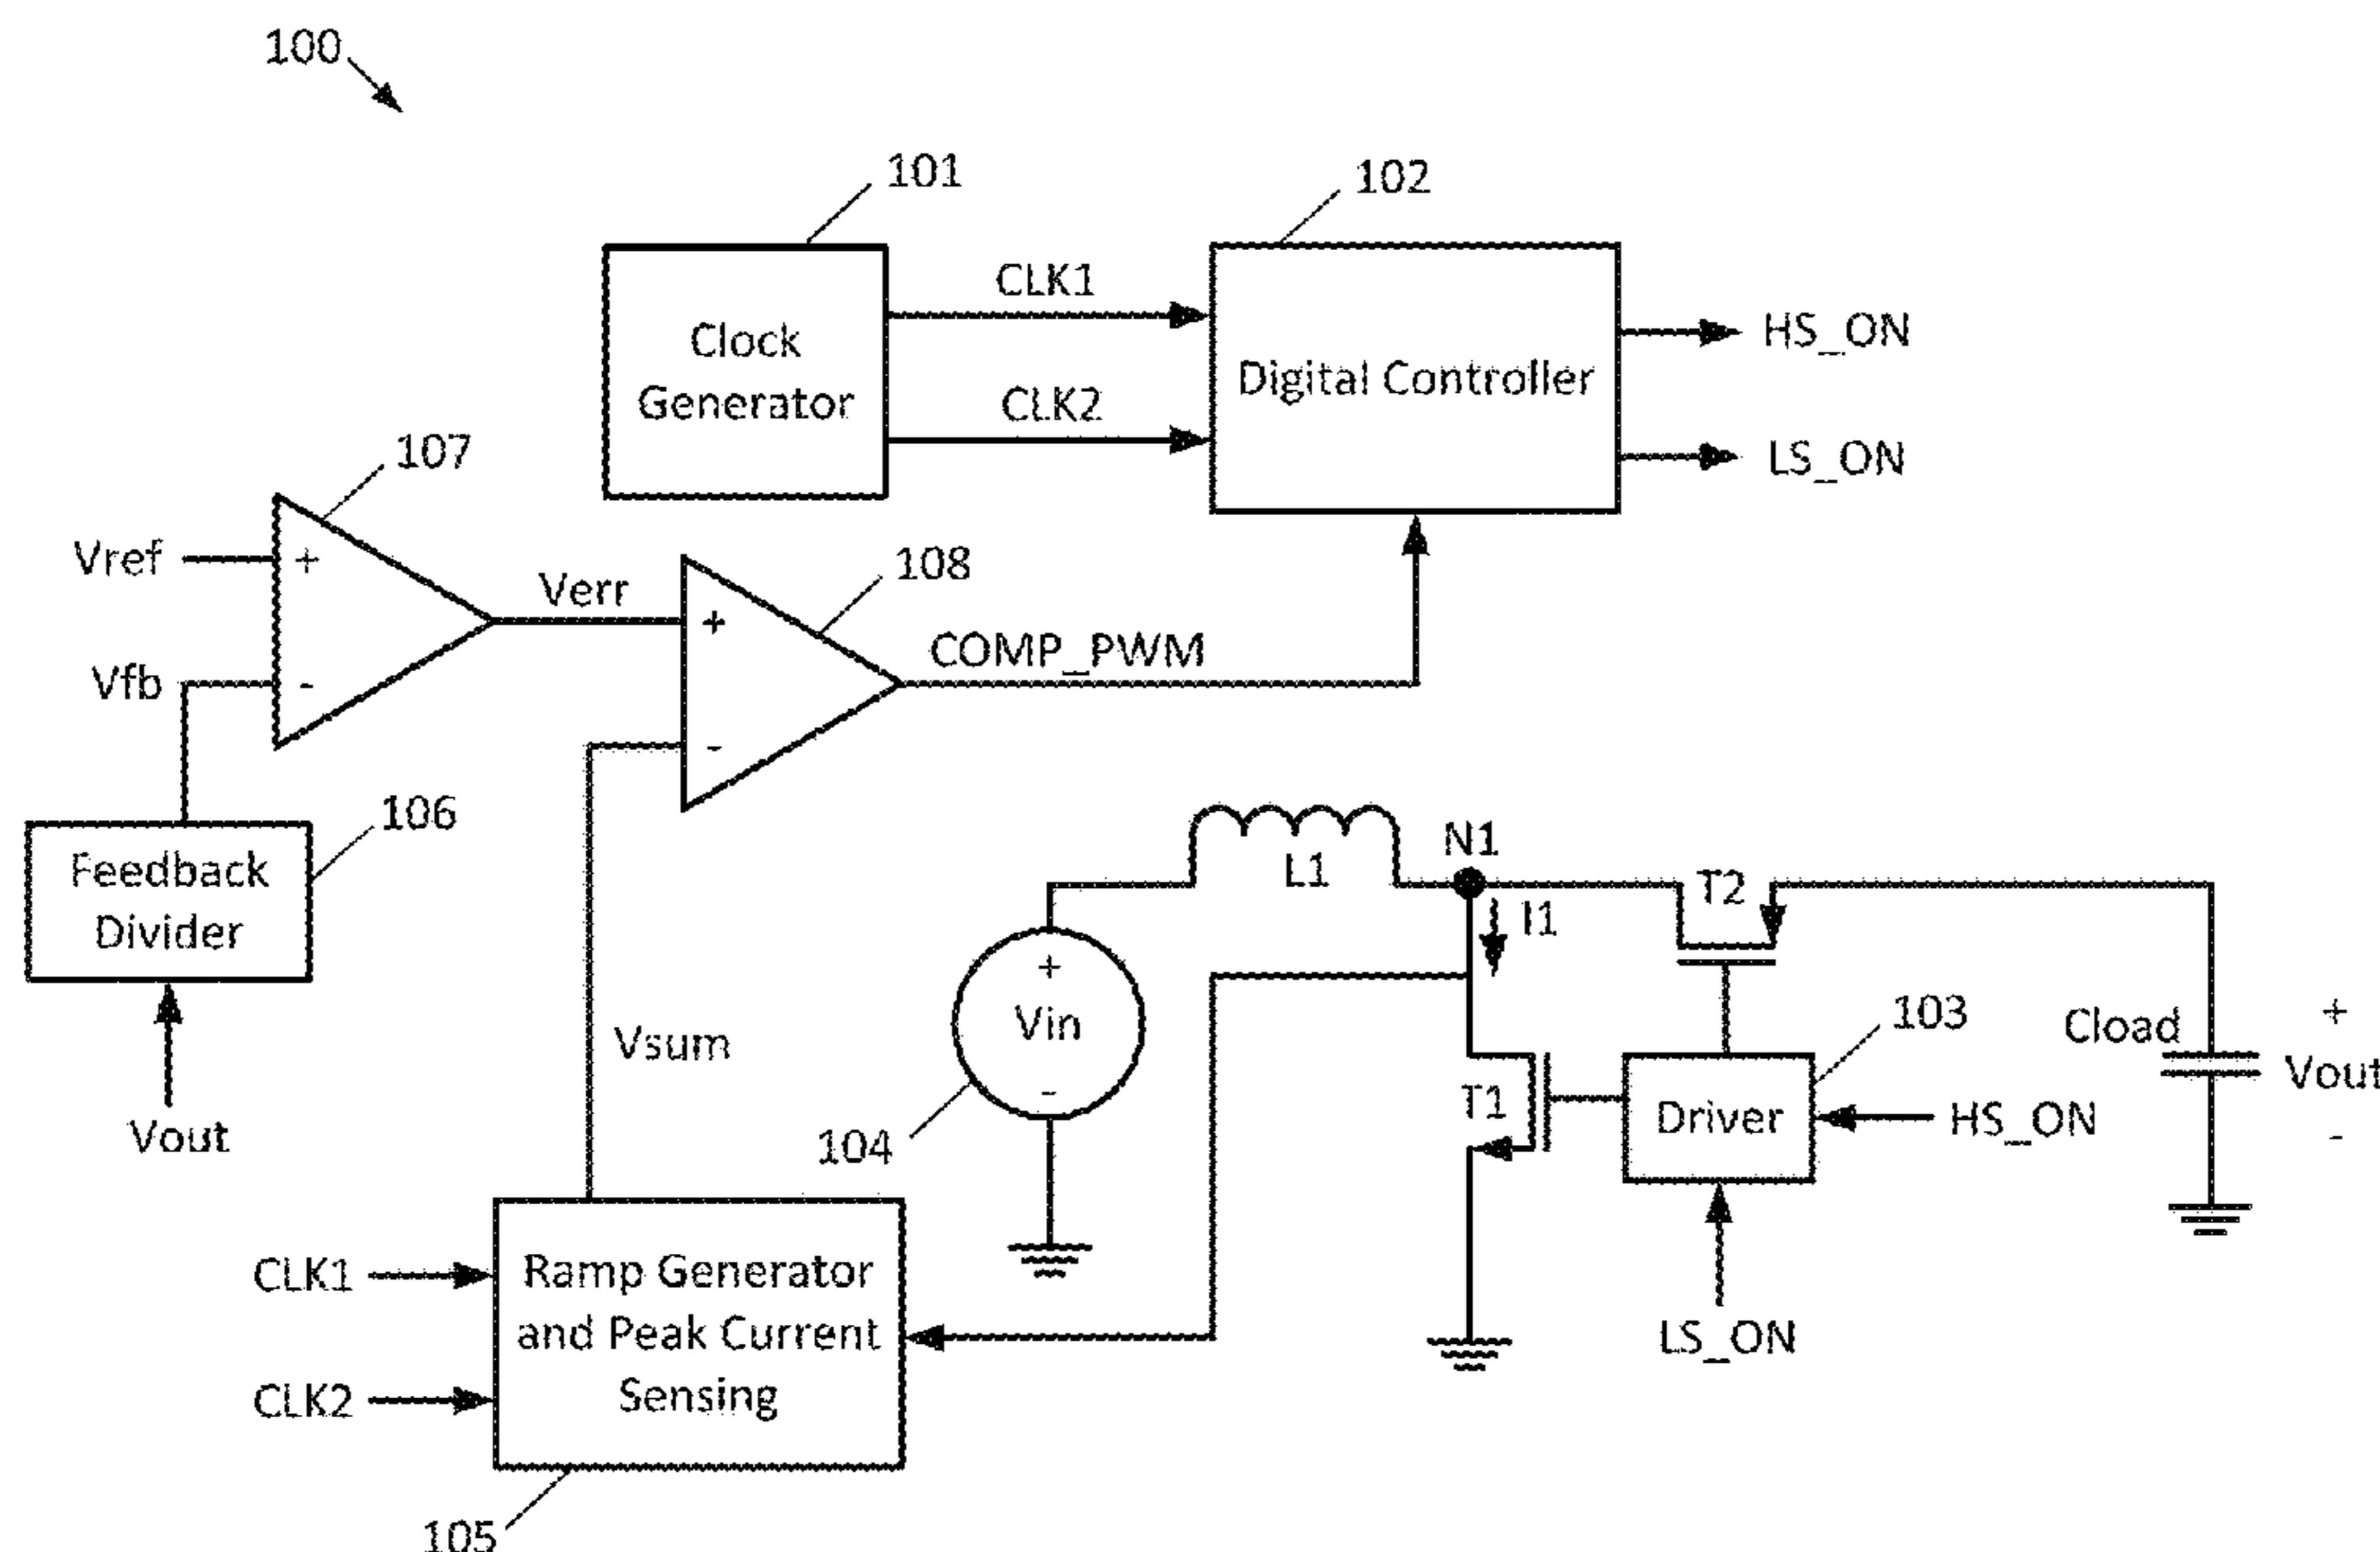 100
101
102
CLK1
Clock
Generator
CLK2
Digital Controller
HS_ON
LS_ON
107
Vref
+
Vfb
-
Verr
108
+
-
COMP_PWM
106
Feedback
Divider
Vout
Vsum
L1
N1
I1
T2
+
Vin
-
104
T1
103
Driver
HS_ON
LS_ON
Cload
+
Vout
-
CLK1
CLK2
Ramp Generator
and Peak Current
Sensing
105